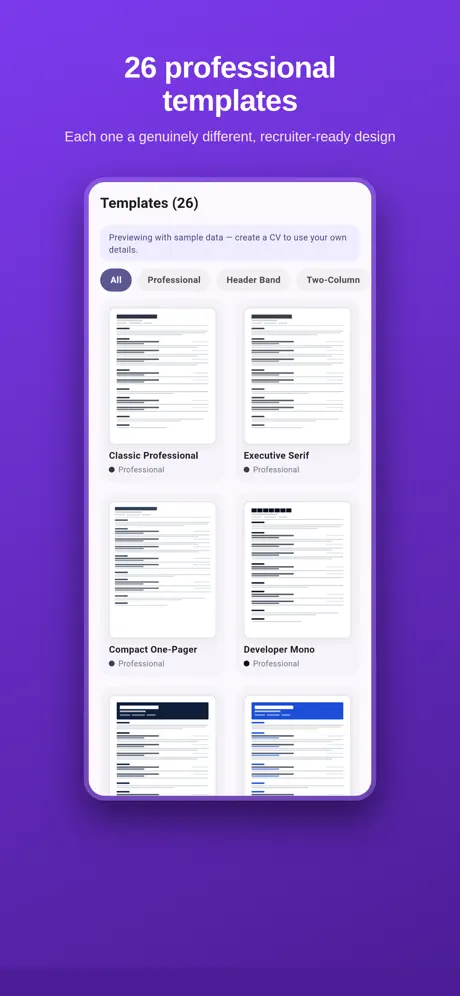 26 professional
templates
Each one a genuinely different, recruiter-ready design
Templates (26)
Previewing with sample data — create a CV to use your own
details.
All Professional Header Band Two-Column
Classic Professional Executive Serif
Professional Professional
Compact One-Pager Developer Mono
Professional Professional